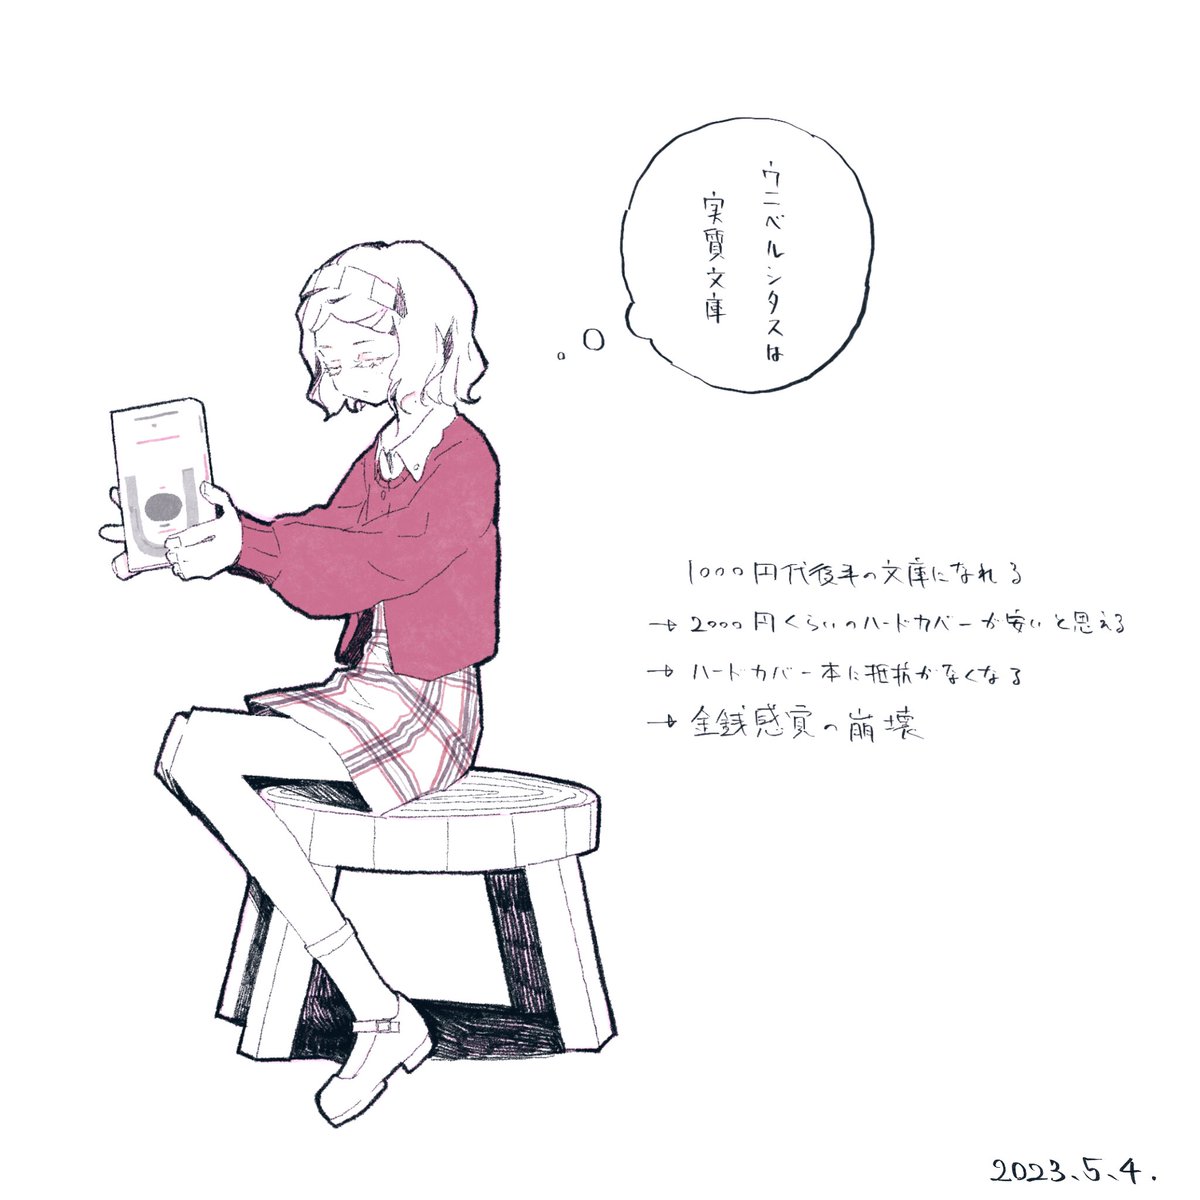 ウニベルシタスは
実質文庫
1000円代後半の文庫になれる
→ 2000円くらいのハードカバーが安いと思える
→ ハードカバー本に抵抗がなくなる
→ 金銭感覚の崩壊
2023.5.4.